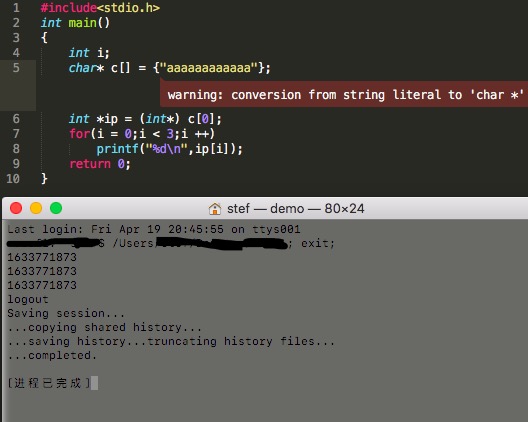 1 #include<stdio.h>
2 int main()
3 {
4 int i;
5 char* c[] = {"aaaaaaaaaaaa"};
warning: conversion from string literal to 'char *'
6 int *ip = (int*) c[0];
7 for(i = 0;i < 3;i ++)
8 printf("%d\n",ip[i]);
9 return 0;
10 }
stef — demo — 80×24
Last login: Fri Apr 19 20:45:55 on ttys001
$ /Users/ ; exit;
1633771873
1633771873
1633771873
logout
Saving session...
...copying shared history...
...saving history...truncating history files...
...completed.
[进程已完成]